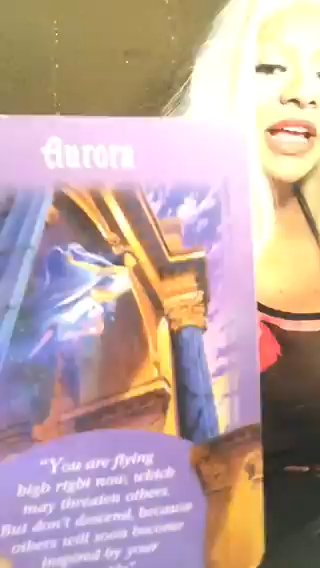 Aurora
"You are flying
high right now, which
may threaten others.
But don't descend, because
others will soon become
inspired by your